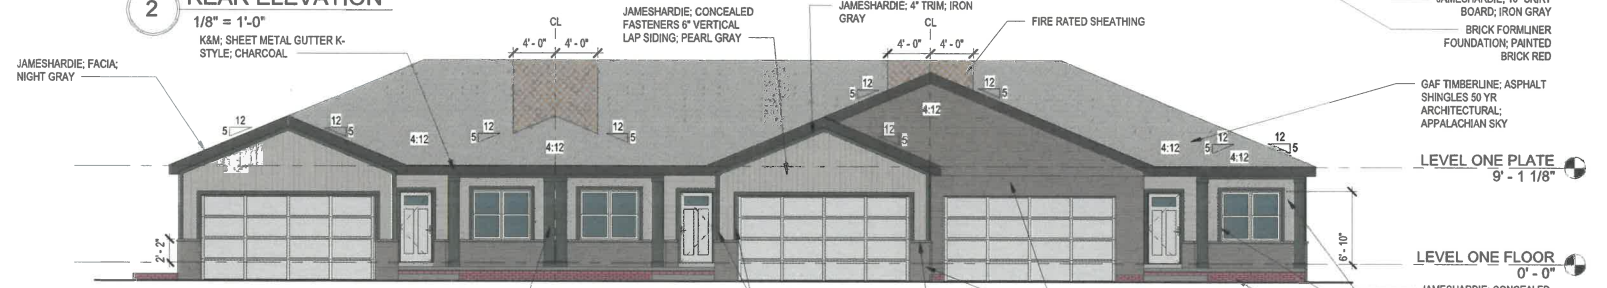 2
REAR ELEVATION
1/8" = 1'-0"
K&M; SHEET METAL GUTTER K-
STYLE; CHARCOAL
JAMESHARDIE; FACIA;
NIGHT GRAY
CL
4' - 0" 4' - 0"
JAMESHARDIE; CONCEALED
FASTENERS 6" VERTICAL
LAP SIDING; PEARL GRAY
JAMESHARDIE; 4" TRIM; IRON
GRAY
CL
4' - 0" 4' - 0"
FIRE RATED SHEATHING
BOARD; IRON GRAY
BRICK FORMLINER
FOUNDATION; PAINTED
BRICK RED
GAF TIMBERLINE; ASPHALT
SHINGLES 50 YR
ARCHITECTURAL;
APPALACHIAN SKY
12
5
12
5
4:12
12
5
4:12
12
5
12
5
4:12
12
5
12
5
4:12
4:12
12
5
4:12
12
5
LEVEL ONE PLATE
9' - 1 1/8"
2' - 2"
6' - 10"
LEVEL ONE FLOOR
0' - 0"
JAMESHARDIE; CONCEALED